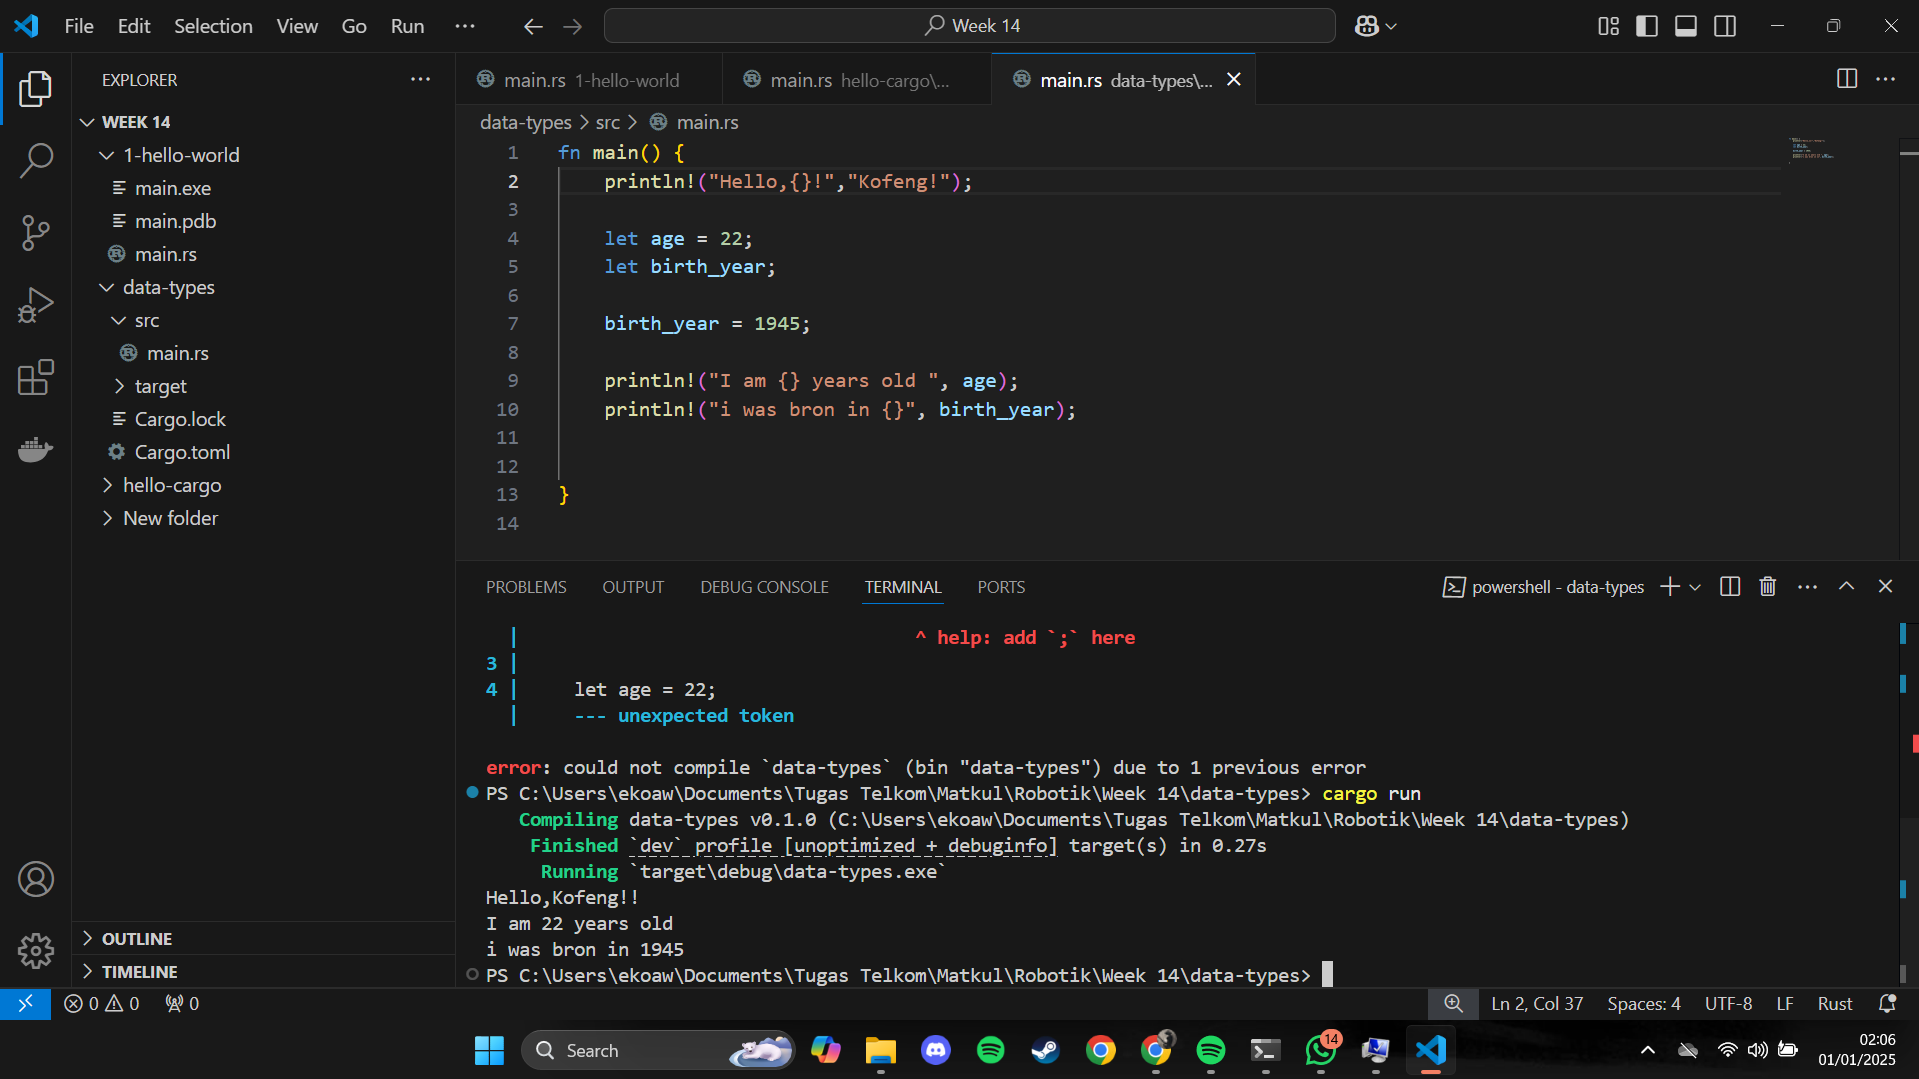 File Edit Selection View Go Run ··· Week 14
EXPLORER ···
WEEK 14
1-hello-world
main.exe
main.pdb
main.rs
data-types
src
main.rs
target
Cargo.lock
Cargo.toml
hello-cargo
New folder
OUTLINE
TIMELINE
main.rs 1-hello-world main.rs hello-cargo\... main.rs data-types\...
data-types > src > main.rs
1 fn main() {
2 println!("Hello,{}!","Kofeng!");
3
4 let age = 22;
5 let birth_year;
6
7 birth_year = 1945;
8
9 println!("I am {} years old ", age);
10 println!("i was bron in {}", birth_year);
11
12
13 }
14
PROBLEMS OUTPUT DEBUG CONSOLE TERMINAL PORTS powershell - data-types
| ^ help: add `;` here
3 |
4 | let age = 22;
| --- unexpected token
error: could not compile `data-types` (bin "data-types") due to 1 previous error
PS C:\Users\ekoaw\Documents\Tugas Telkom\Matkul\Robotik\Week 14\data-types> cargo run
Compiling data-types v0.1.0 (C:\Users\ekoaw\Documents\Tugas Telkom\Matkul\Robotik\Week 14\data-types)
Finished `dev` profile [unoptimized + debuginfo] target(s) in 0.27s
Running `target\debug\data-types.exe`
Hello,Kofeng!!
I am 22 years old
i was bron in 1945
PS C:\Users\ekoaw\Documents\Tugas Telkom\Matkul\Robotik\Week 14\data-types>
0 0 0 Ln 2, Col 37 Spaces: 4 UTF-8 LF Rust
Search 14 02:06
01/01/2025